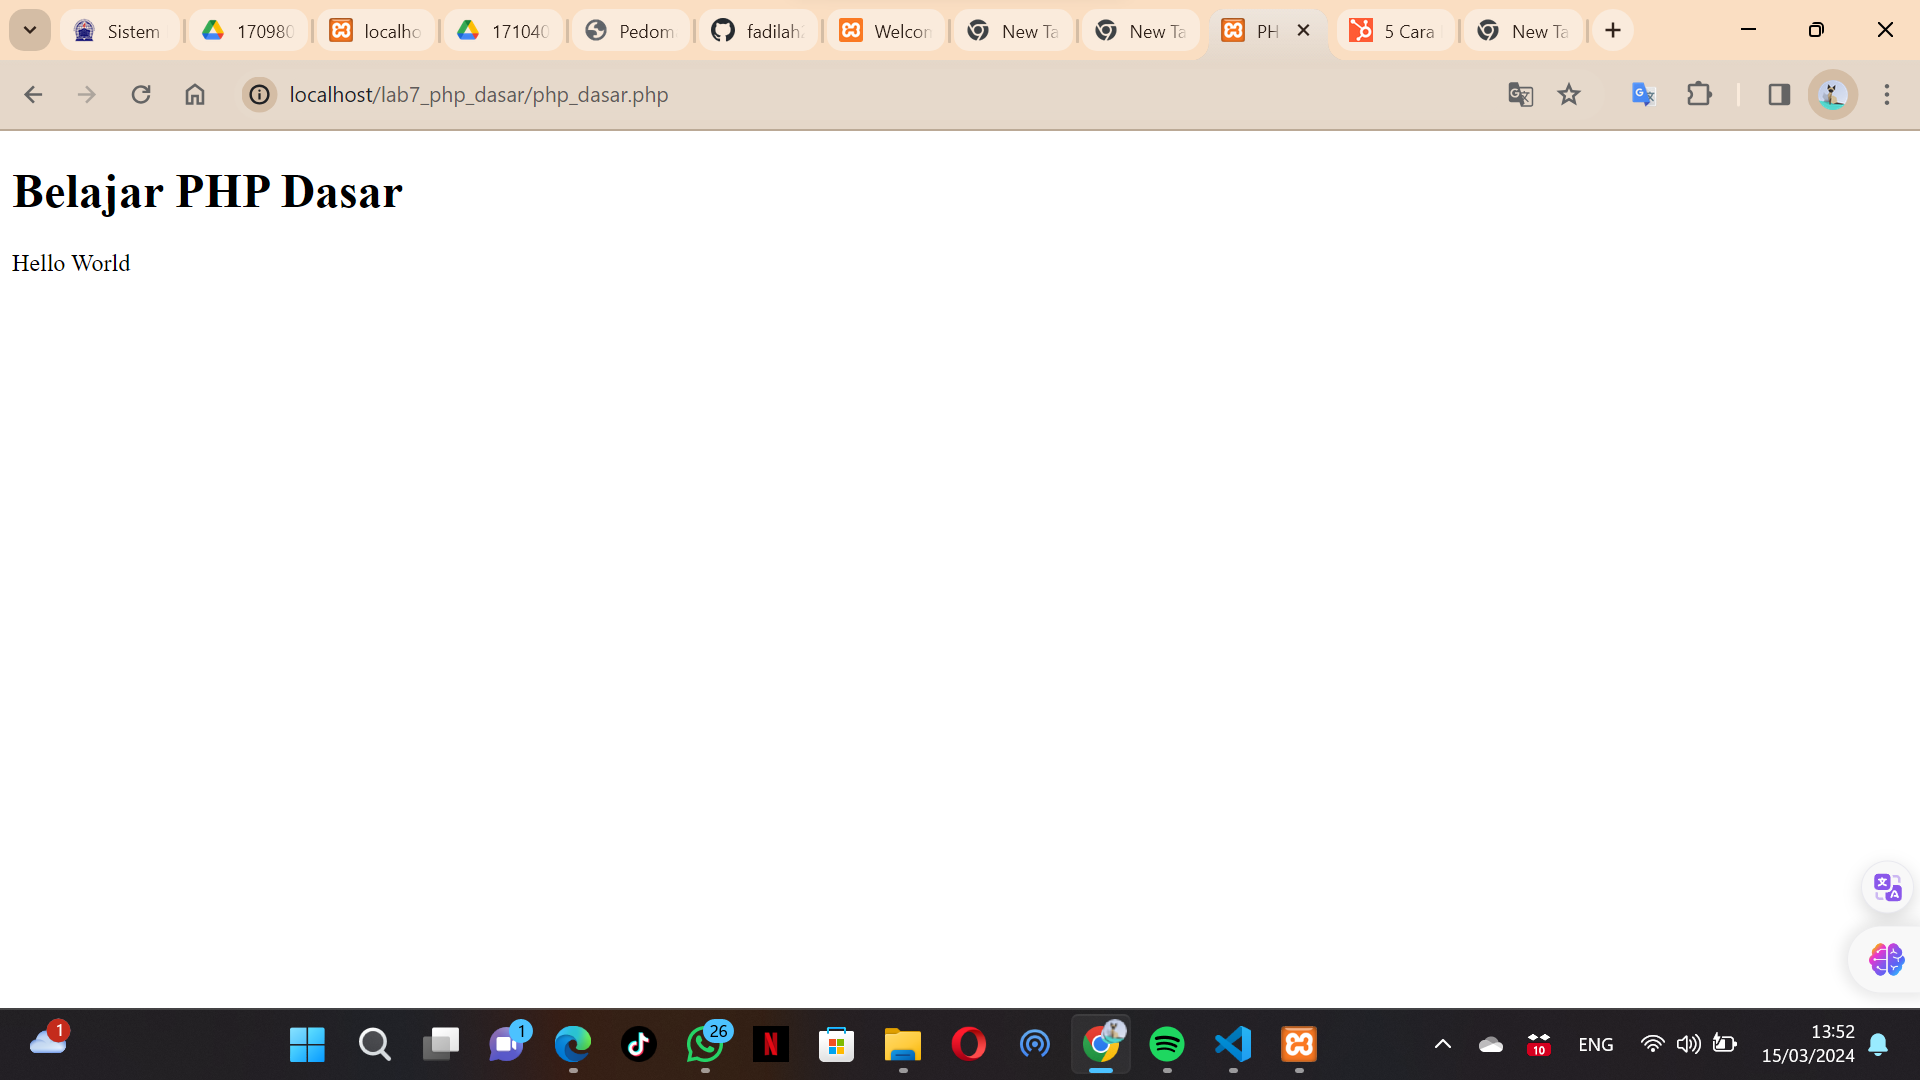 Sistem
170980
localho
171040
Pedom
fadilah
Welcon
New Ta
New Ta
PH
5 Cara
New Ta
localhost/lab7_php_dasar/php_dasar.php
Belajar PHP Dasar
Hello World
1
1
26
10
ENG
13:52
15/03/2024